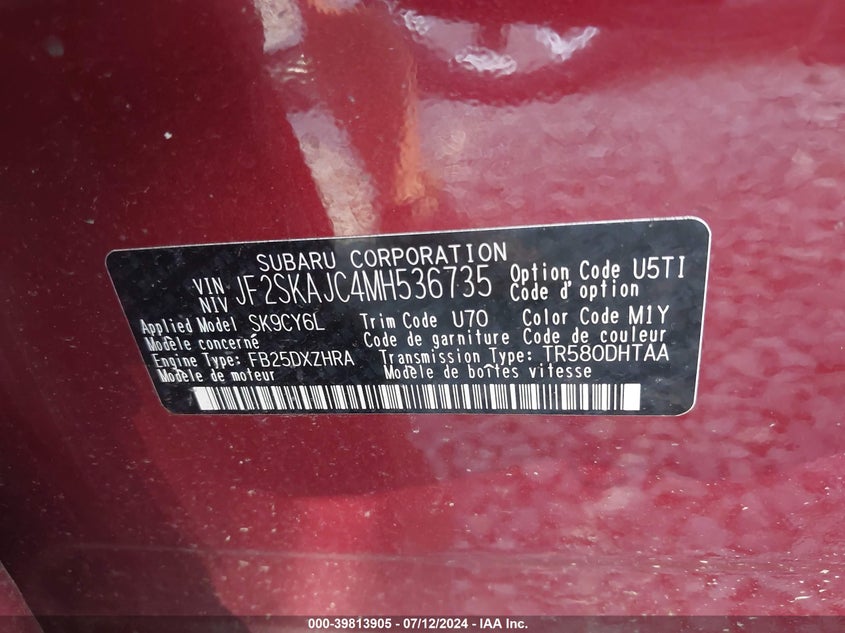 SUBARU CORPORATION
VIN
NIV JF2SKAJC4MH536735 Option Code U5TI
Code d'option
Applied Model SK9CY6L Trim Code U70 Color Code M1Y
Modèle concerné Code de garniture Code de couleur
Engine Type: FB25DXZHRA Transmission Type: TR580DHTAA
Modèle de moteur Modèle de boîtes vitesse
000-39813905 - 07/12/2024 - IAA Inc.